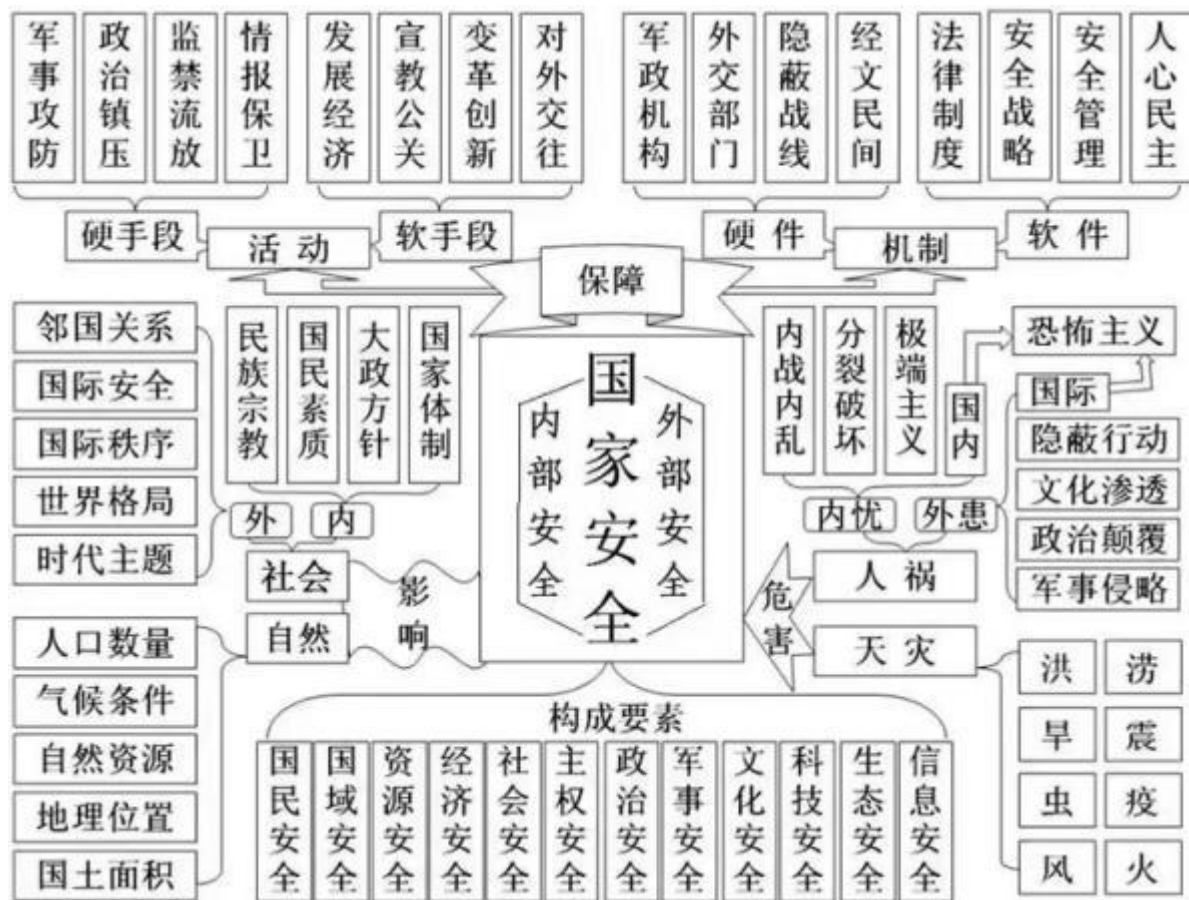 军事攻防
政治镇压
监禁流放
情报保卫
发展经济
宣教公关
变革创新
对外交往
军政机构
外交部门
隐蔽战线
经文民间
法律制度
安全战略
安全管理
人心民主
硬手段
活动
软手段
硬件
机制
软件
保障
邻国关系
国际安全
国际秩序
世界格局
时代主题
民族宗教
国民素质
大政方针
国家体制
外
内
社会
自然
影响
人口数量
气候条件
自然资源
地理位置
国土面积
国家安全
内部安全
外部安全
内战内乱
分裂破坏
极端主义
国内
恐怖主义
国际
隐蔽行动
文化渗透
政治颠覆
军事侵略
内忧
外患
人祸
危害
天灾
洪
涝
旱
震
虫
疫
风
火
构成要素
国民安全
国域安全
资源安全
经济安全
社会安全
主权安全
政治安全
军事安全
文化安全
科技安全
生态安全
信息安全